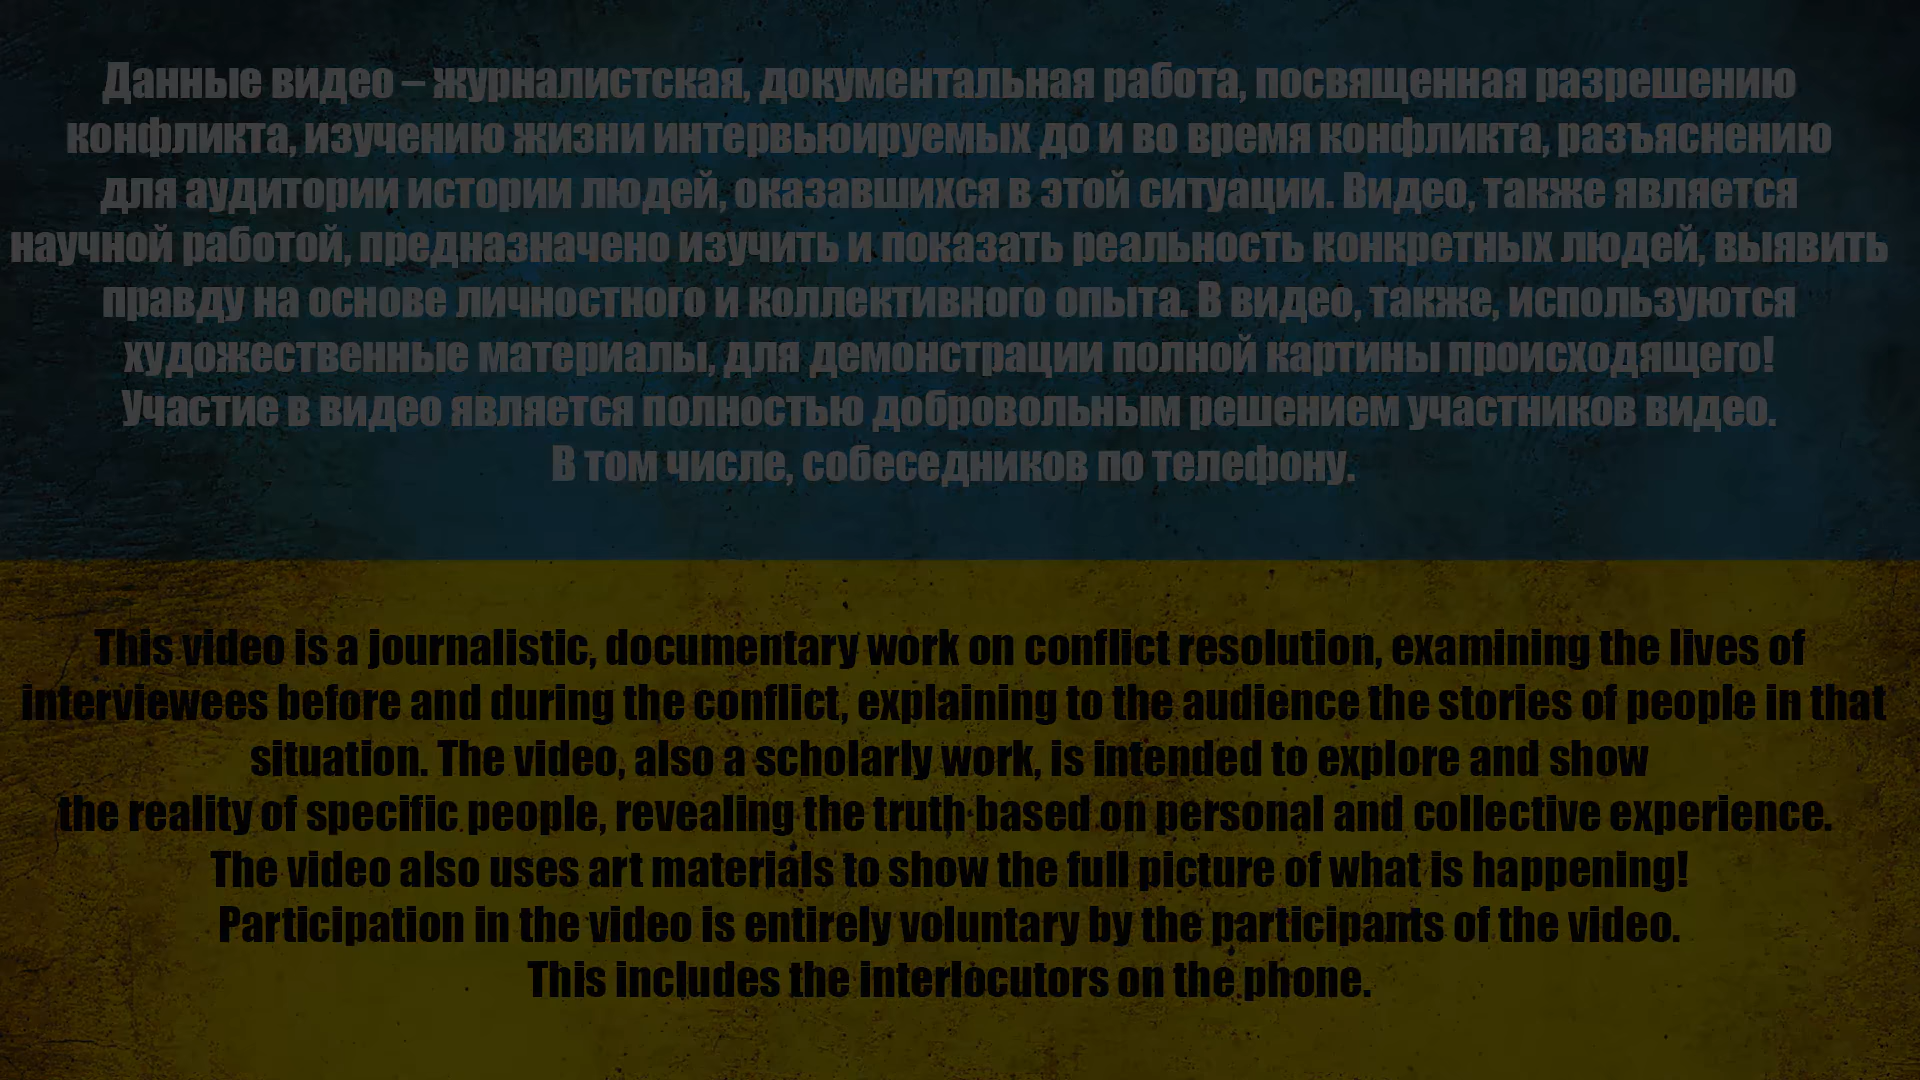 Данные видео – журналистская, документальная работа, посвященная разрешению
конфликта, изучению жизни интервьюируемых до и во время конфликта, разъяснению
для аудитории истории людей, оказавшихся в этой ситуации. Видео, также является
научной работой, предназначено изучить и показать реальность конкретных людей, выявить
правду на основе личностного и коллективного опыта. В видео, также, используются
художественные материалы, для демонстрации полной картины происходящего!
Участие в видео является полностью добровольным решением участников видео.
В том числе, собеседников по телефону.
This video is a journalistic, documentary work on conflict resolution, examining the lives of
interviewees before and during the conflict, explaining to the audience the stories of people in that
situation. The video, also a scholarly work, is intended to explore and show
the reality of specific people, revealing the truth based on personal and collective experience.
The video also uses art materials to show the full picture of what is happening!
Participation in the video is entirely voluntary by the participants of the video.
This includes the interlocutors on the phone.